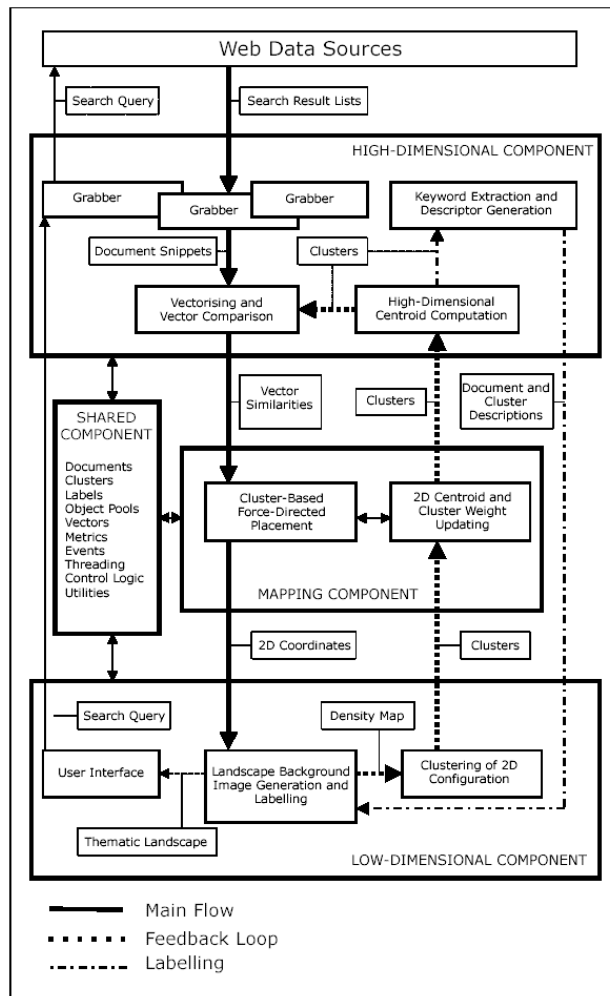 Web Data Sources
Search Query
Search Result Lists
HIGH-DIMENSIONAL COMPONENT
Grabber
Grabber
Grabber
Keyword Extraction and
Descriptor Generation
Document Snippets
Clusters
Vectorising and
Vector Comparison
High-Dimensional
Centroid Computation
SHARED
COMPONENT
Documents
Clusters
Labels
Object Pools
Vectors
Metrics
Events
Threading
Control Logic
Utilities
Vector
Similarities
Clusters
Document and
Cluster
Descriptions
Cluster-Based
Force-Directed
Placement
2D Centroid and
Cluster Weight
Updating
MAPPING COMPONENT
2D Coordinates
Clusters
Search Query
Density Map
User Interface
Landscape Background
Image Generation and
Labelling
Clustering of 2D
Configuration
Thematic Landscape
LOW-DIMENSIONAL COMPONENT
Main Flow
Feedback Loop
Labelling